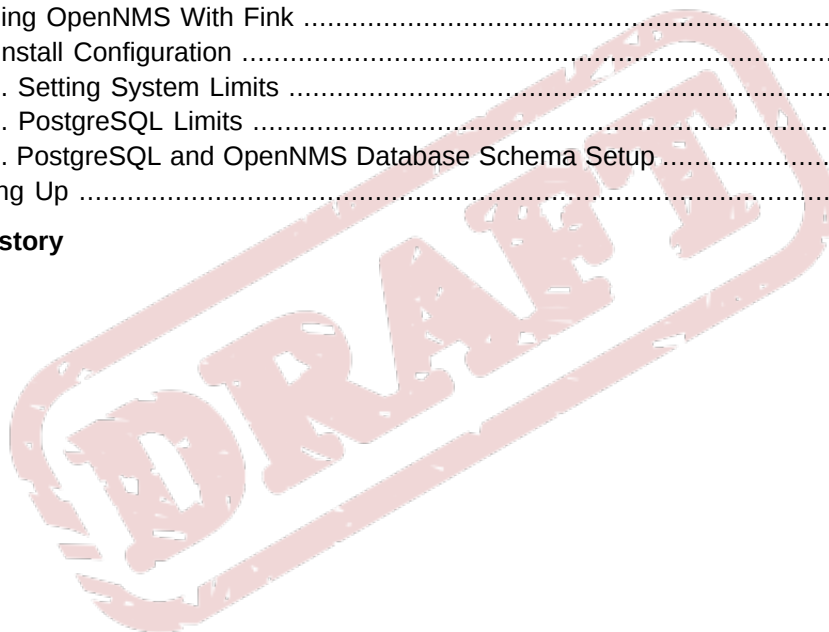 ing OpenNMS With Fink ........................................................................
nstall Configuration ................................................................................
. Setting System Limits ..........................................................................
. PostgreSQL Limits ...............................................................................
. PostgreSQL and OpenNMS Database Schema Setup .....................
ng Up ....................................................................................................
story
DRAFT